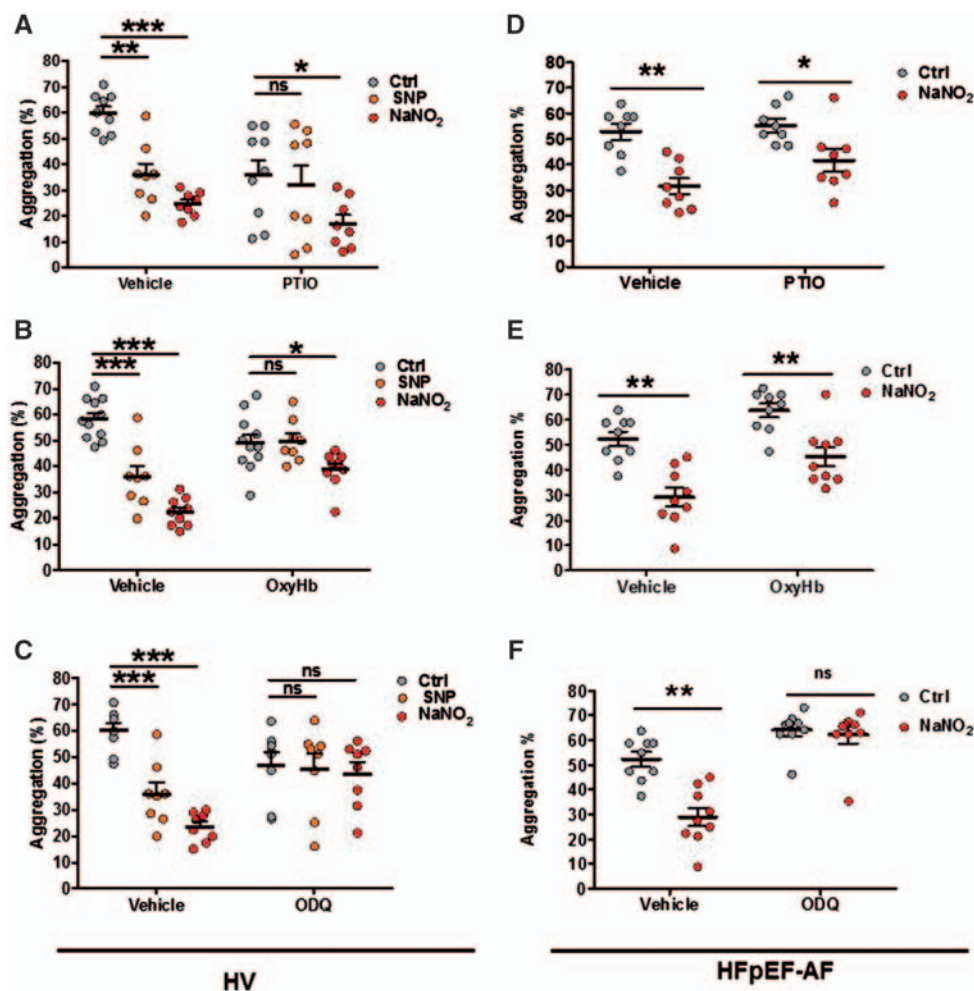 A
***
**
ns
*
Ctrl
SNP
NaNO₂
Aggregation (%)
80
70
60
50
40
30
20
10
0
Vehicle
PTIO
D
**
*
Ctrl
NaNO₂
Aggregation %
80
70
60
50
40
30
20
10
0
Vehicle
PTIO
B
***
***
ns
*
Ctrl
SNP
NaNO₂
Aggregation (%)
80
70
60
50
40
30
20
10
0
Vehicle
OxyHb
E
**
**
Ctrl
NaNO₂
Aggregation %
80
70
60
50
40
30
20
10
0
Vehicle
OxyHb
C
***
***
ns
ns
Ctrl
SNP
NaNO₂
Aggregation (%)
80
70
60
50
40
30
20
10
0
Vehicle
ODQ
F
**
ns
Ctrl
NaNO₂
Aggregation %
80
70
60
50
40
30
20
10
0
Vehicle
ODQ
HV
HFpEF-AF